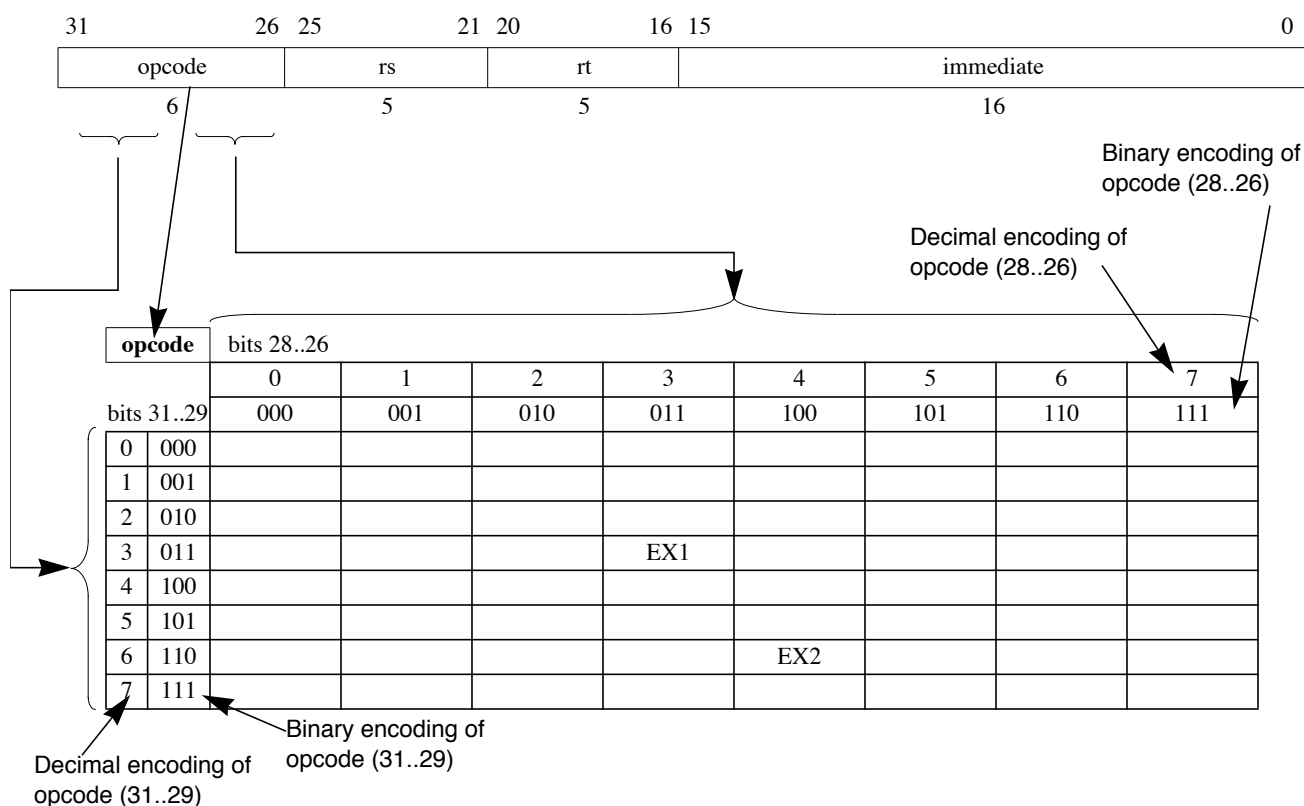 31 26 25 21 20 16 15 0
opcode rs rt immediate
6 5 5 16
Binary encoding of
opcode (28..26)
Decimal encoding of
opcode (28..26)
opcode bits 28..26
0 1 2 3 4 5 6 7
bits 31..29 000 001 010 011 100 101 110 111
0 000
1 001
2 010
3 011 EX1
4 100
5 101
6 110 EX2
7 111
Binary encoding of
opcode (31..29)
Decimal encoding of
opcode (31..29)